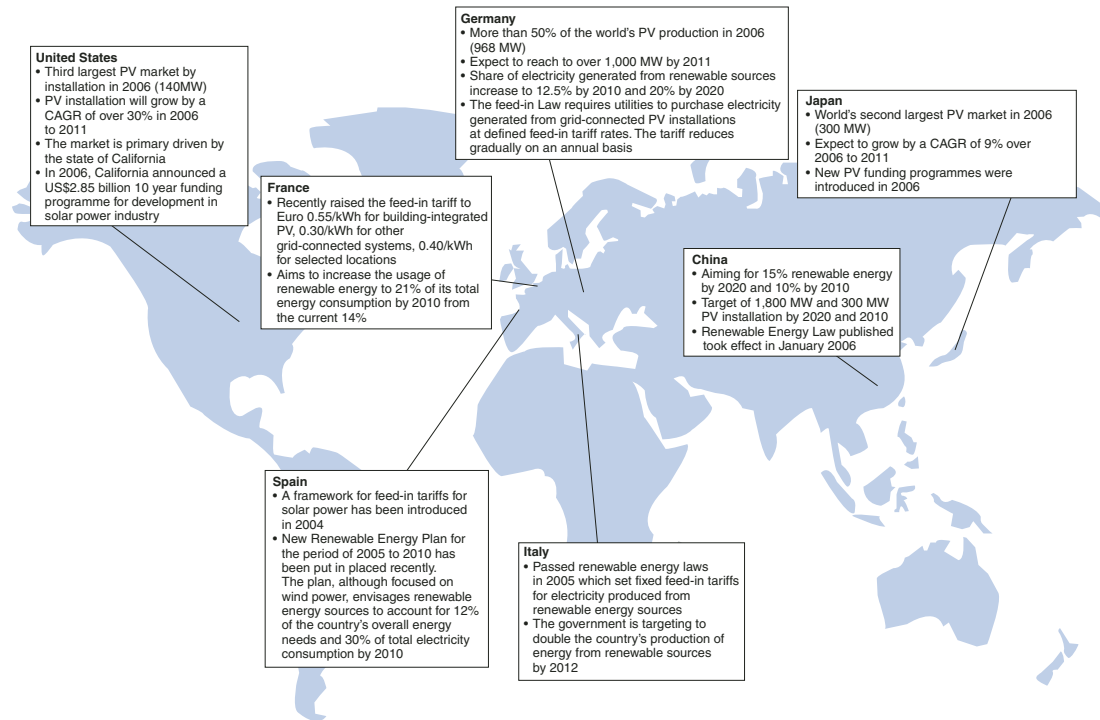 United States
• Third largest PV market by
installation in 2006 (140MW)
• PV installation will grow by a
CAGR of over 30% in 2006
to 2011
• The market is primary driven by
the state of California
• In 2006, California announced a
US$2.85 billion 10 year funding
programme for development in
solar power industry
France
• Recently raised the feed-in tariff to
Euro 0.55/kWh for building-integrated
PV, 0.30/kWh for other
grid-connected systems, 0.40/kWh
for selected locations
• Aims to increase the usage of
renewable energy to 21% of its total
energy consumption by 2010 from
the current 14%
Germany
• More than 50% of the world's PV production in 2006
(968 MW)
• Expect to reach to over 1,000 MW by 2011
• Share of electricity generated from renewable sources
increase to 12.5% by 2010 and 20% by 2020
• The feed-in Law requires utilities to purchase electricity
generated from grid-connected PV installations
at defined feed-in tariff rates. The tariff reduces
gradually on an annual basis
Japan
• World's second largest PV market in 2006
(300 MW)
• Expect to grow by a CAGR of 9% over
2006 to 2011
• New PV funding programmes were
introduced in 2006
China
• Aiming for 15% renewable energy
by 2020 and 10% by 2010
• Target of 1,800 MW and 300 MW
PV installation by 2020 and 2010
• Renewable Energy Law published
took effect in January 2006
Spain
• A framework for feed-in tariffs for
solar power has been introduced
in 2004
• New Renewable Energy Plan for
the period of 2005 to 2010 has
been put in placed recently.
The plan, although focused on
wind power, envisages renewable
energy sources to account for 12%
of the country's overall energy
needs and 30% of total electricity
consumption by 2010
Italy
• Passed renewable energy laws
in 2005 which set fixed feed-in tariffs
for electricity produced from
renewable energy sources
• The government is targeting to
double the country's production of
energy from renewable sources
by 2012